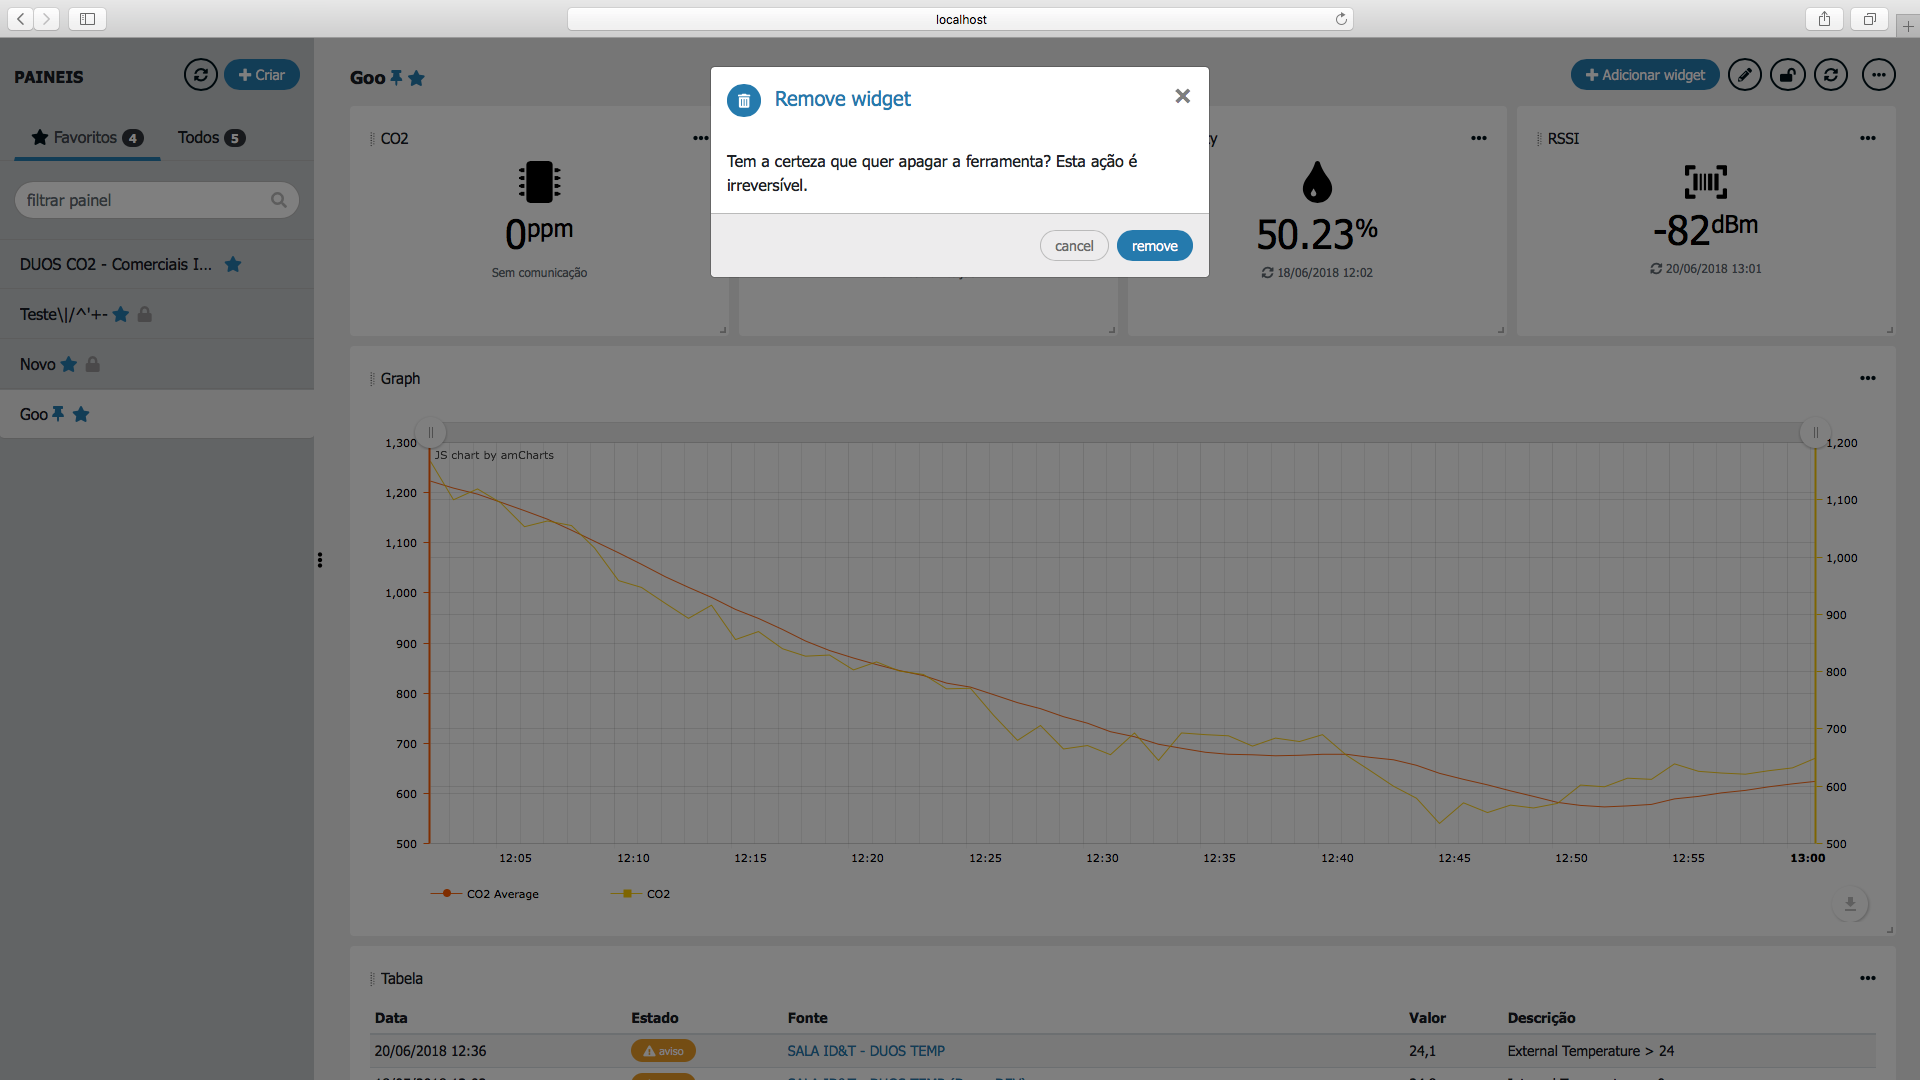 localhost
PAINEIS
Criar
Favoritos 4
Todos 5
filtrar painel
DUOS CO2 - Comerciais I...
Teste\|/^'+-
Novo
Goo
Goo
Adicionar widget
Remove widget
Tem a certeza que quer apagar a ferramenta? Esta ação é
irreversível.
cancel
remove
CO2
0ppm
Sem comunicação
50.23%
18/06/2018 12:02
RSSI
-82dBm
20/06/2018 13:01
Graph
JS chart by amCharts
1,300
1,200
1,100
1,000
900
800
700
600
500
1,200
1,100
1,000
900
800
700
600
500
12:05 12:10 12:15 12:20 12:25 12:30 12:35 12:40 12:45 12:50 12:55 13:00
CO2 Average
CO2
Tabela
Data Estado Fonte Valor Descrição
20/06/2018 12:36 aviso SALA ID&T - DUOS TEMP 24,1 External Temperature > 24